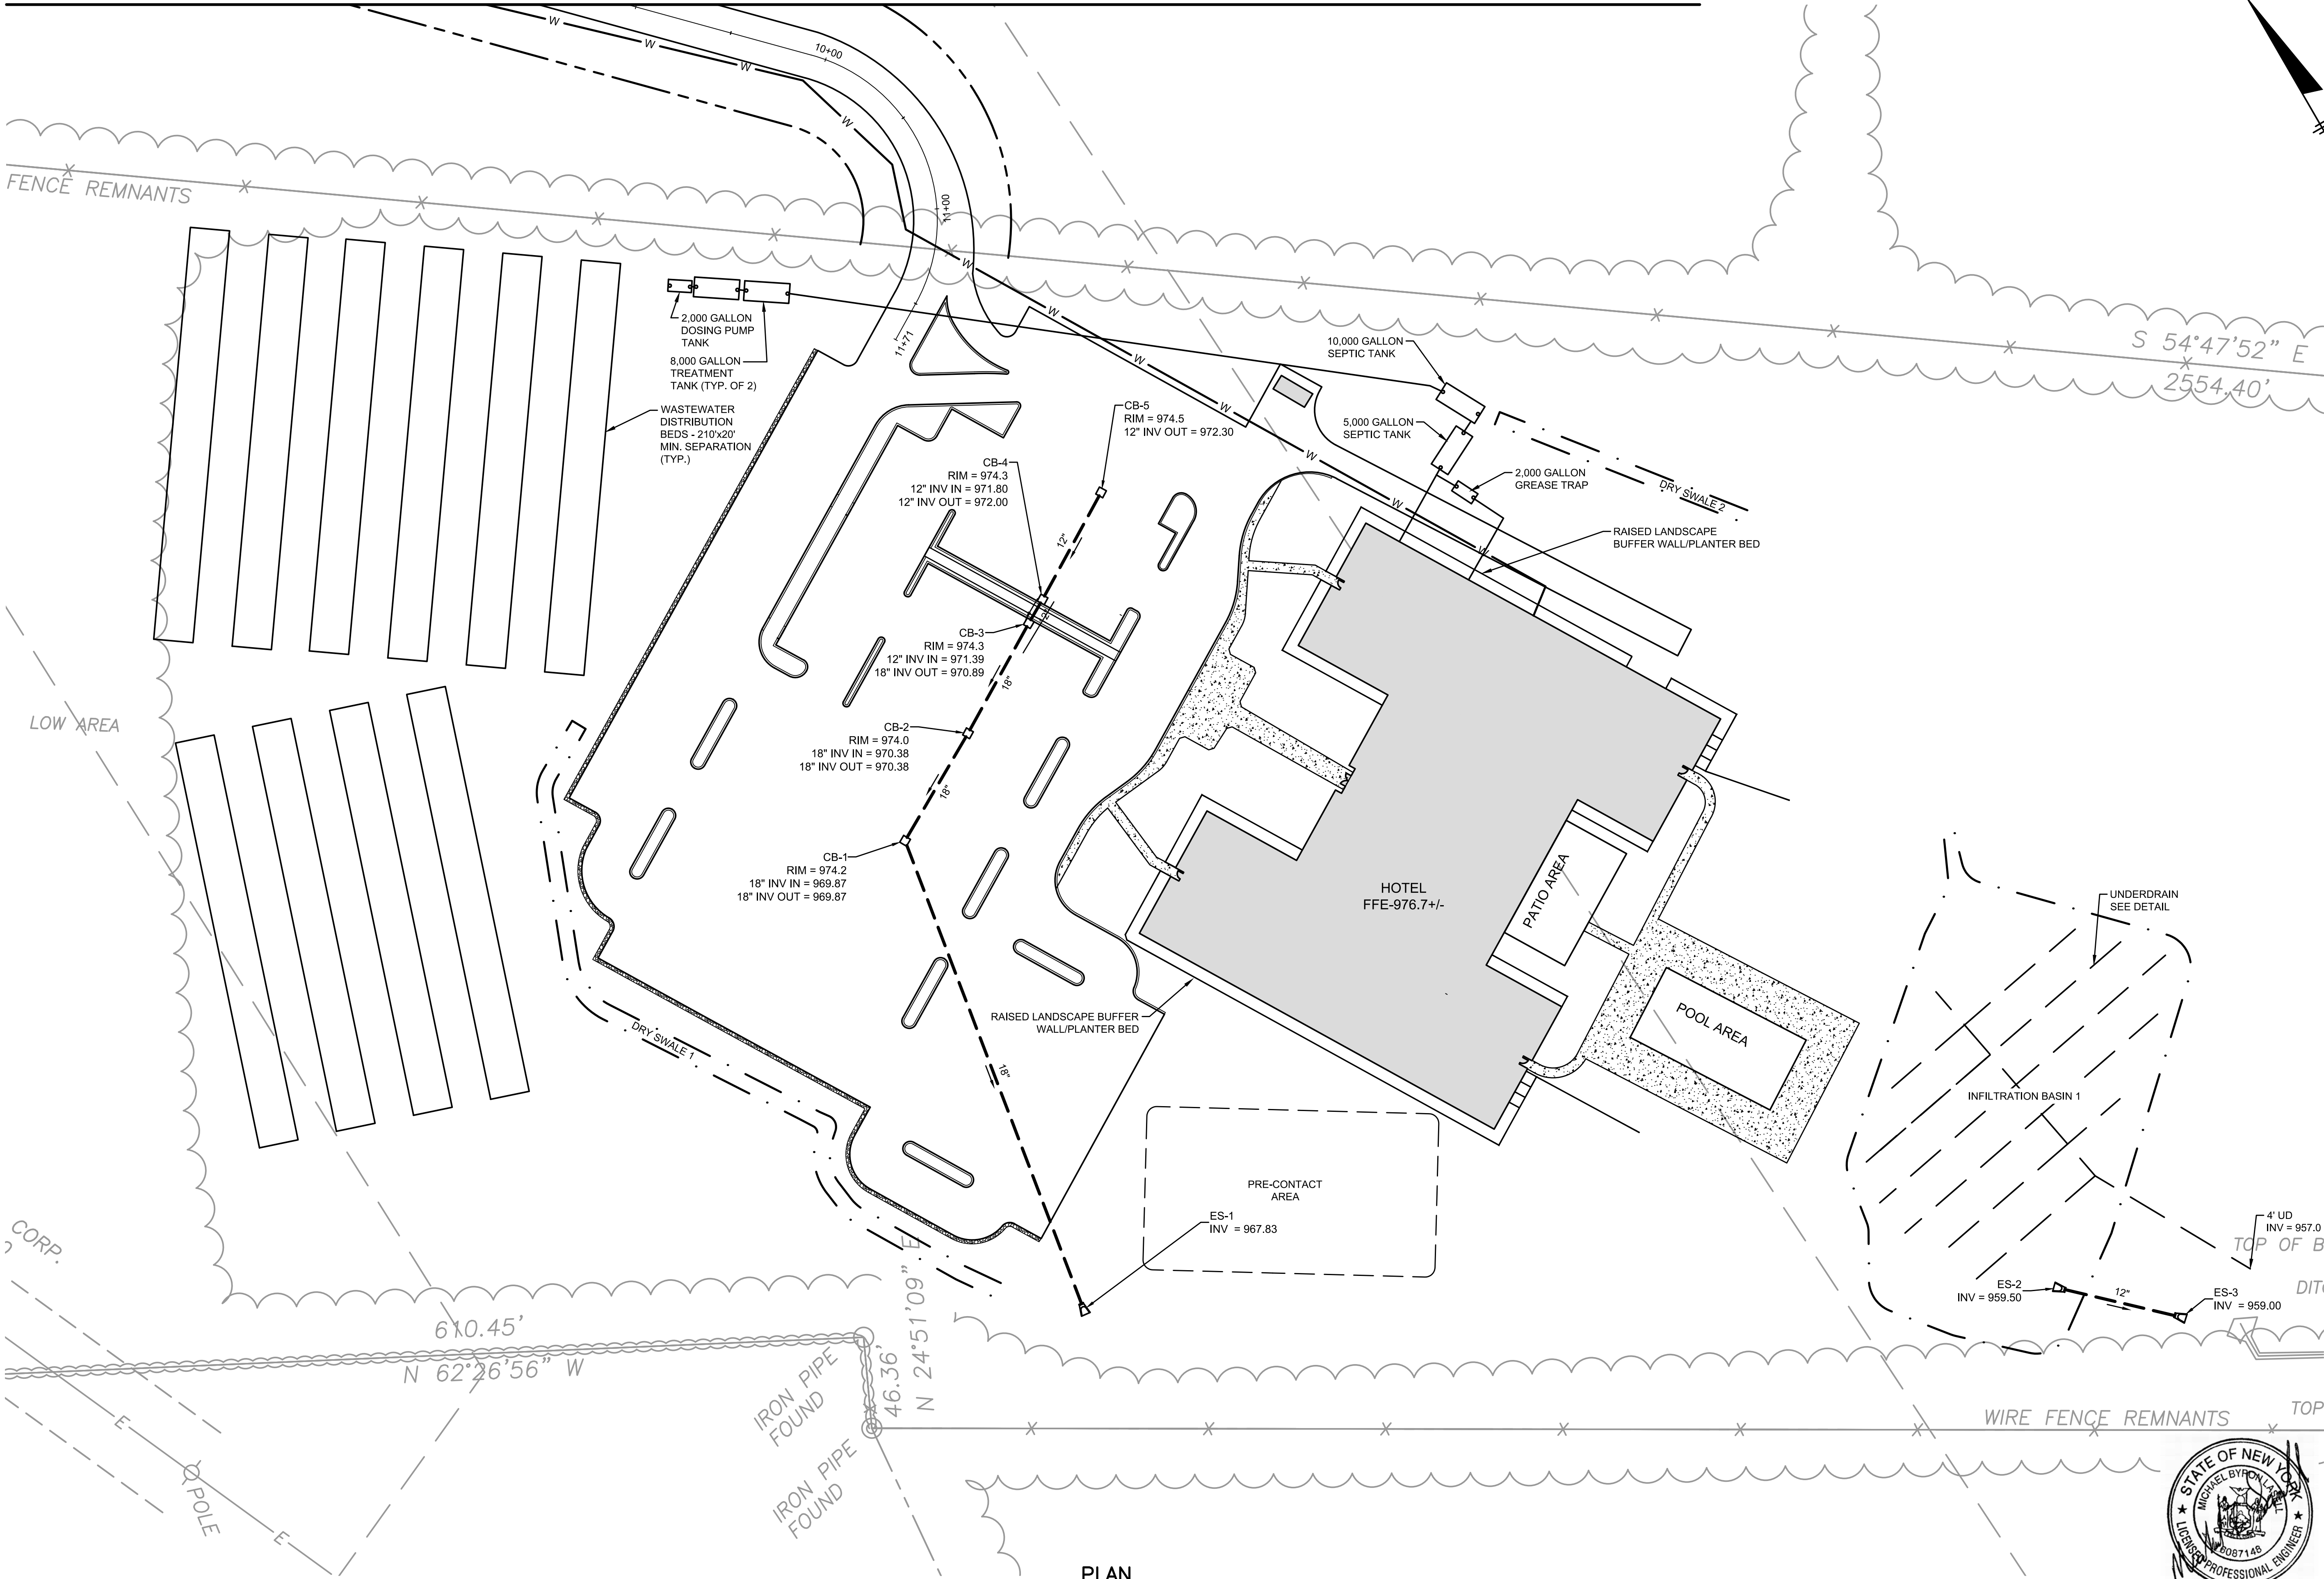 W
W
W
W
W
10+00
11+00
11+71
FENCE REMNANTS
W
W
W
W
W
W
W
S 54°47'52" E
2554.40'
2,000 GALLON
DOSING PUMP
TANK
8,000 GALLON
TREATMENT
TANK (TYP. OF 2)
WASTEWATER
DISTRIBUTION
BEDS - 210'x20'
MIN. SEPARATION
(TYP.)
10,000 GALLON
SEPTIC TANK
5,000 GALLON
SEPTIC TANK
2,000 GALLON
GREASE TRAP
DRY SWALE 2
RAISED LANDSCAPE
BUFFER WALL/PLANTER BED
CB-5
RIM = 974.5
12" INV OUT = 972.30
CB-4
RIM = 974.3
12" INV IN = 971.80
12" INV OUT = 972.00
12"
CB-3
RIM = 974.3
12" INV IN = 971.39
18" INV OUT = 970.89
12"
18"
CB-2
RIM = 974.0
18" INV IN = 970.38
18" INV OUT = 970.38
18"
CB-1
RIM = 974.2
18" INV IN = 969.87
18" INV OUT = 969.87
LOW AREA
HOTEL
FFE-976.7+/-
PATIO AREA
POOL AREA
UNDERDRAIN
SEE DETAIL
INFILTRATION BASIN 1
RAISED LANDSCAPE BUFFER
WALL/PLANTER BED
DRY SWALE 1
18"
PRE-CONTACT
AREA
ES-1
INV = 967.83
4' UD
INV = 957.0
TOP OF B
ES-2
INV = 959.50
12"
ES-3
INV = 959.00
DIT
CORP.
610.45'
N 62°26'56" W
46.36'
N 24°51'09" E
IRON PIPE
FOUND
IRON PIPE
FOUND
WIRE FENCE REMNANTS
TOP
E
POLE
E
PLAN
STATE OF NEW YORK
MICHAEL BYRON LASELL
087148
LICENSED PROFESSIONAL ENGINEER